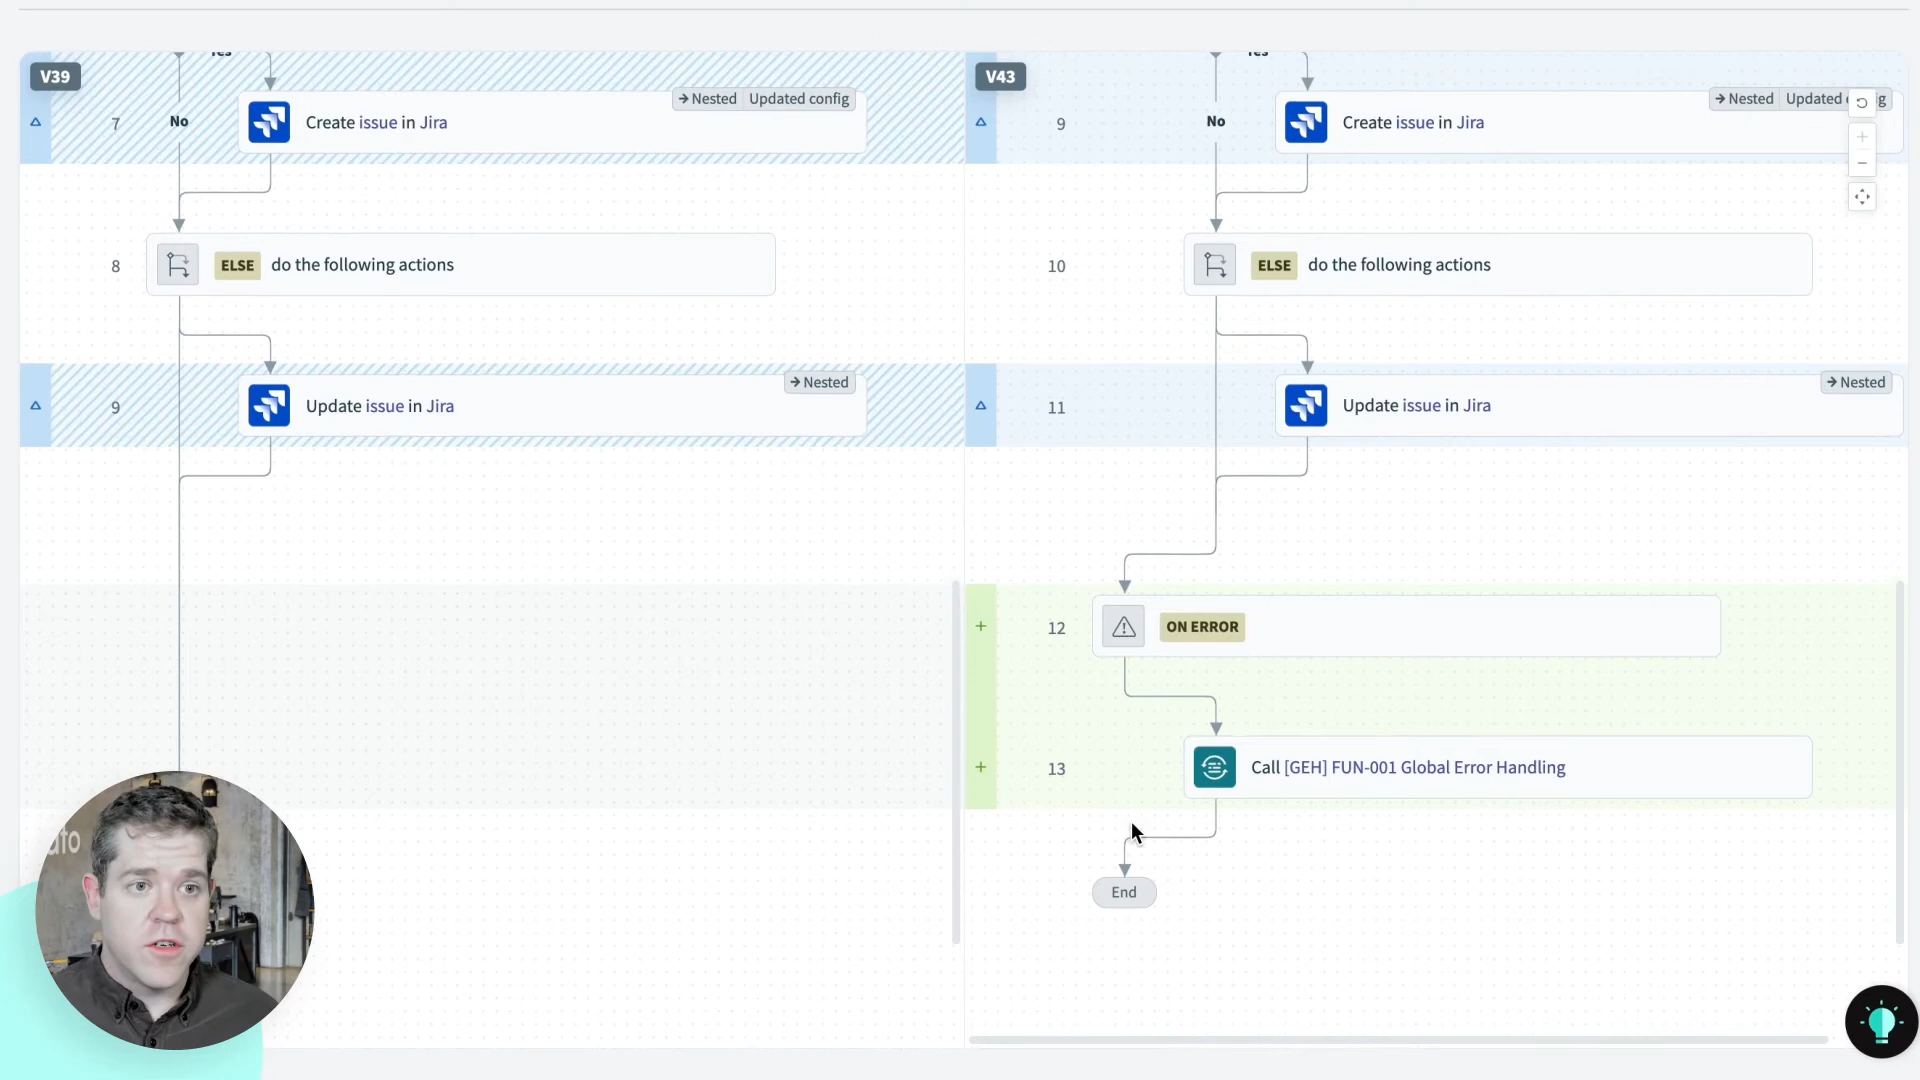 Yes
V39
Nested Updated config
7
No
Create issue in Jira
8
ELSE do the following actions
Nested
9
Update issue in Jira
Yes
V43
Nested
9
No
Create issue in Jira
10
ELSE do the following actions
Nested
11
Update issue in Jira
12
ON ERROR
13
Call [GEH] FUN-001 Global Error Handling
End